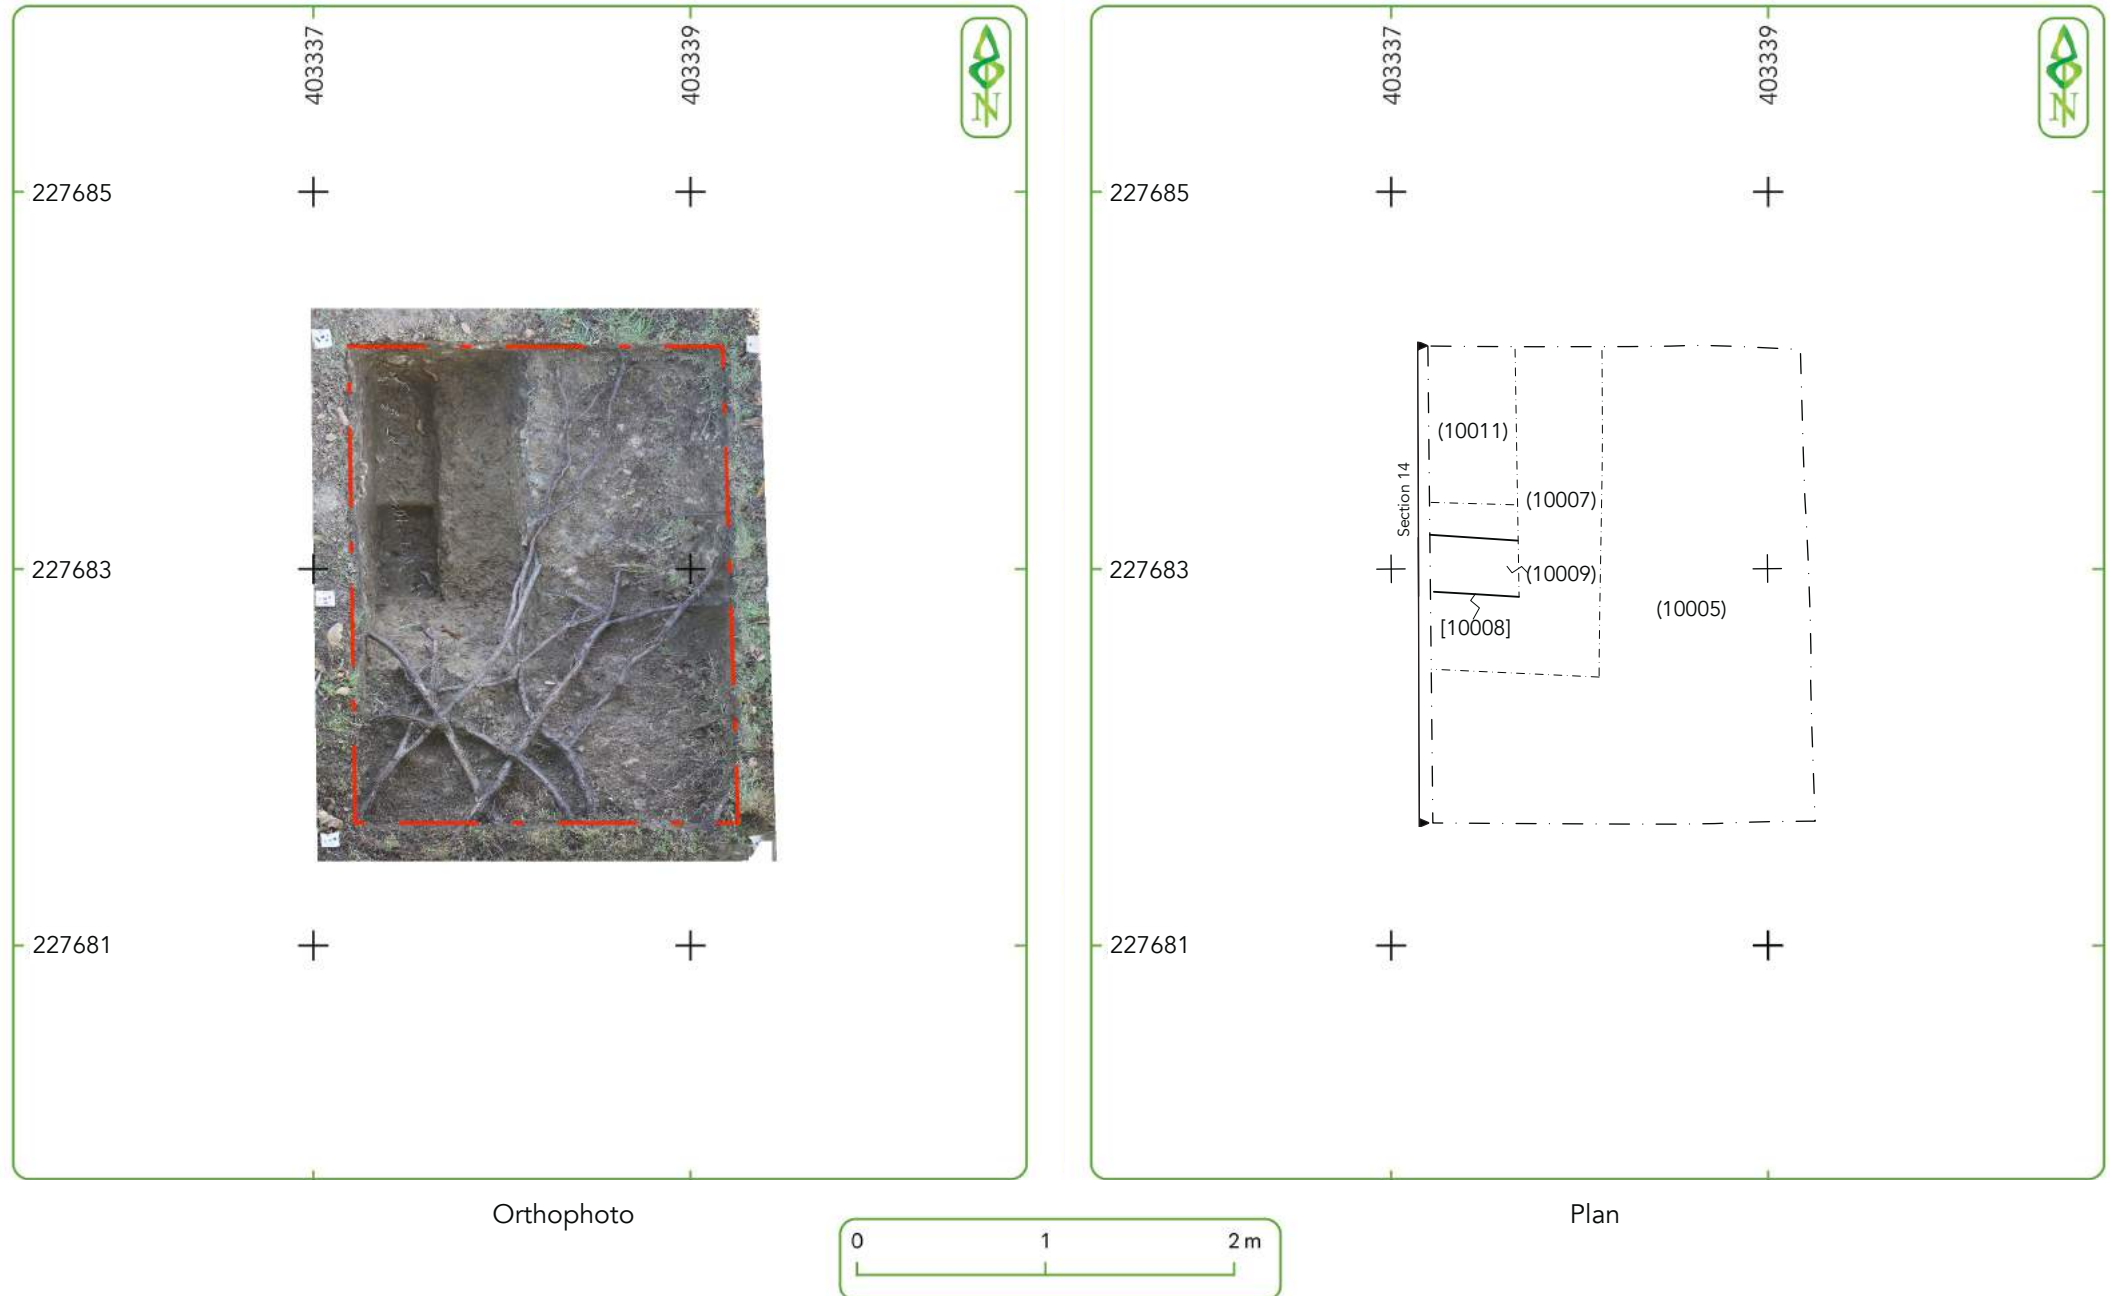 403337
403339
N
227685
227683
227681
Orthophoto
403337
403339
N
227685
227683
227681
Section 14
(10011)
(10007)
(10009)
(10005)
[10008]
Plan
0 1 2 m